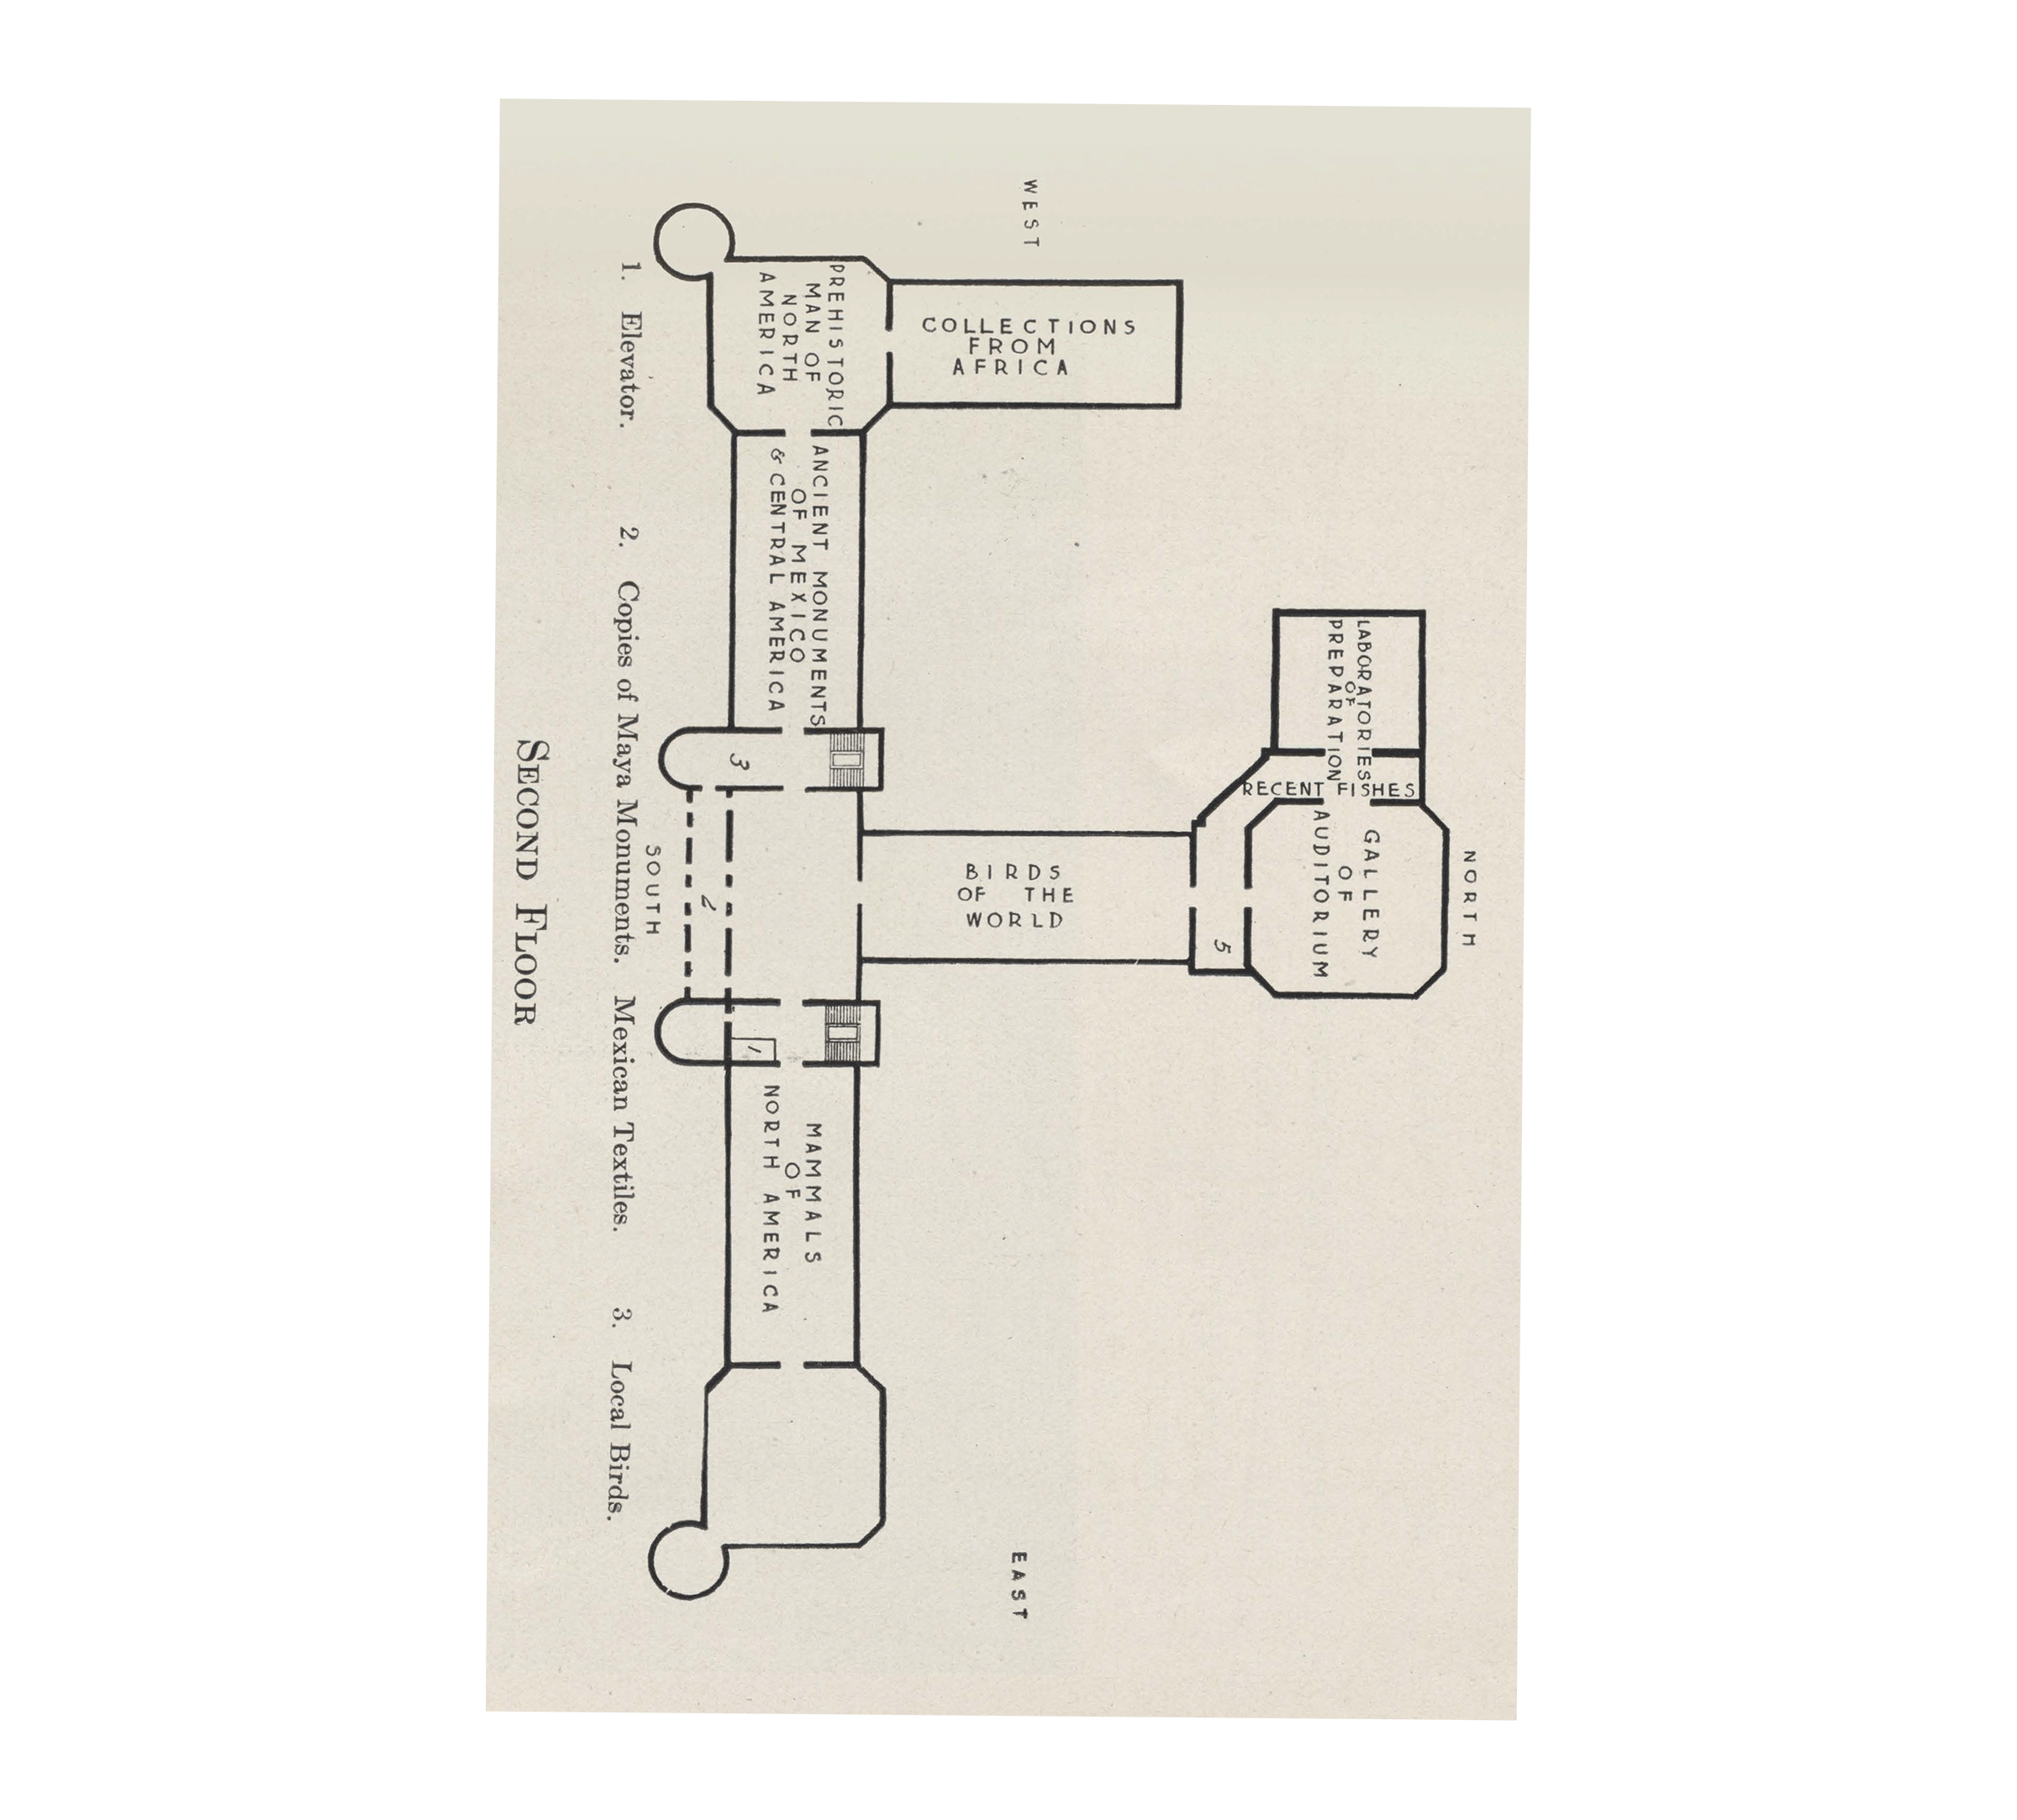 NORTH
LABORATORIES
OF
PREPARATION
RECENT FISHES
GALLERY
OF
AUDITORIUM
5
WEST
EAST
COLLECTIONS
FROM
AFRICA
BIRDS
OF THE
WORLD
PREHISTORIC
MAN OF
NORTH
AMERICA
ANCIENT MONUMENTS
OF MEXICO
& CENTRAL AMERICA
3
2
1
MAMMALS
OF
NORTH AMERICA
SOUTH
1. Elevator. 2. Copies of Maya Monuments. Mexican Textiles. 3. Local Birds.
SECOND FLOOR